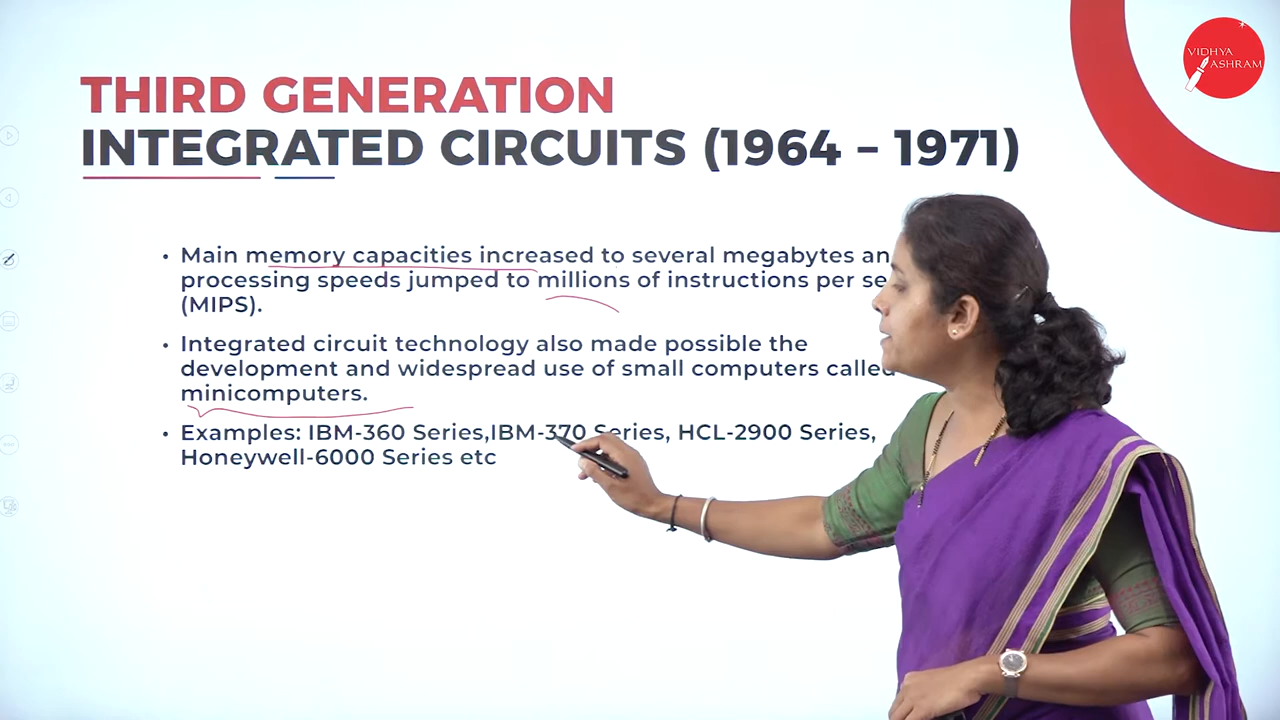 VIDHYA
ASHRAM
THIRD GENERATION
INTEGRATED CIRCUITS (1964 – 1971)
• Main memory capacities increased to several megabytes an
processing speeds jumped to millions of instructions per se
(MIPS).
• Integrated circuit technology also made possible the
development and widespread use of small computers called
minicomputers.
• Examples: IBM-360 Series,IBM-370 Series, HCL-2900 Series,
Honeywell-6000 Series etc